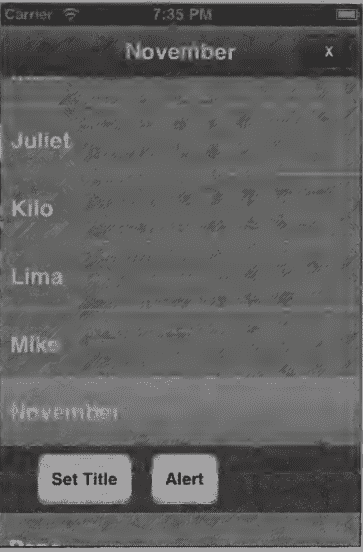 Carrier 7:35 PM
November x
Juliet
Kilo
Lima
Mike
November
Set Title Alert